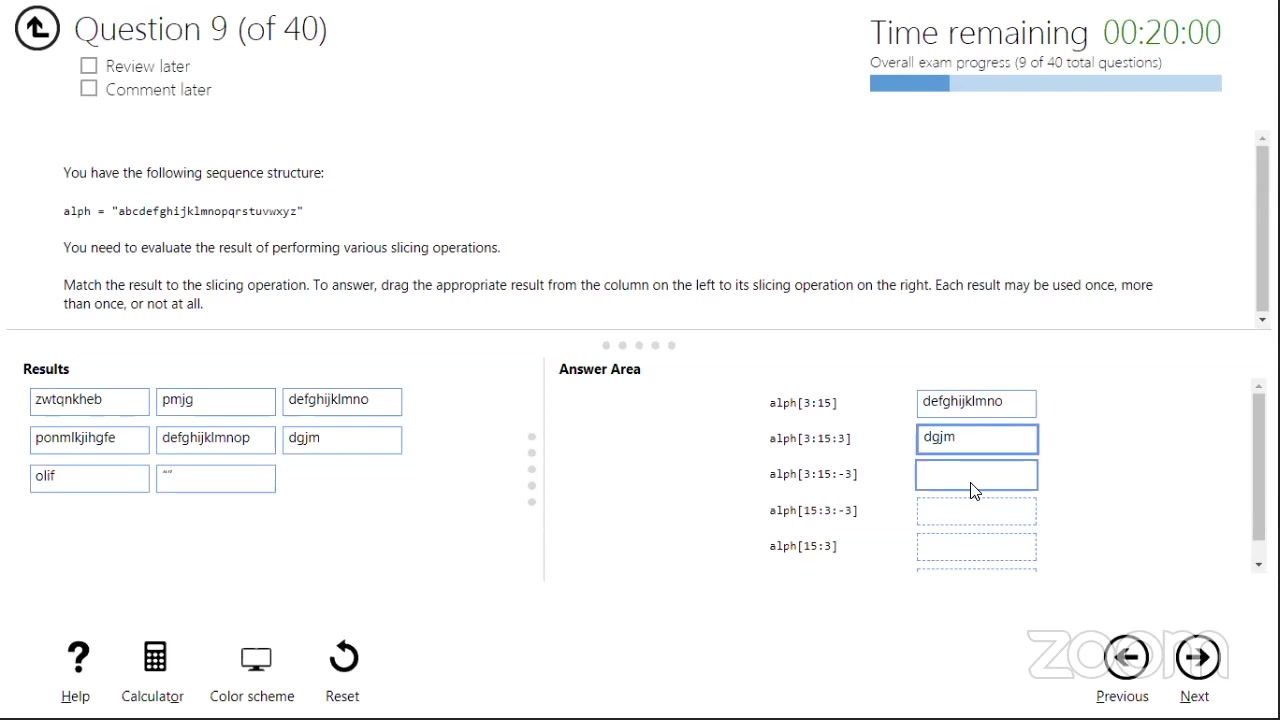 Question 9 (of 40)
Review later
Comment later
Time remaining 00:20:00
Overall exam progress (9 of 40 total questions)
You have the following sequence structure:
alph = "abcdefghijklmnopqrstuvwxyz"
You need to evaluate the result of performing various slicing operations.
Match the result to the slicing operation. To answer, drag the appropriate result from the column on the left to its slicing operation on the right. Each result may be used once, more
than once, or not at all.
Results
zwtqnkheb pmjg defghijklmno
ponmlkjihgfe defghijklmnop dgjm
olif ""
Answer Area
alph[3:15] defghijklmno
alph[3:15:3] dgjm
alph[3:15:-3]
alph[15:3:-3]
alph[15:3]
? Help Calculator Color scheme Reset
zoom
Previous Next